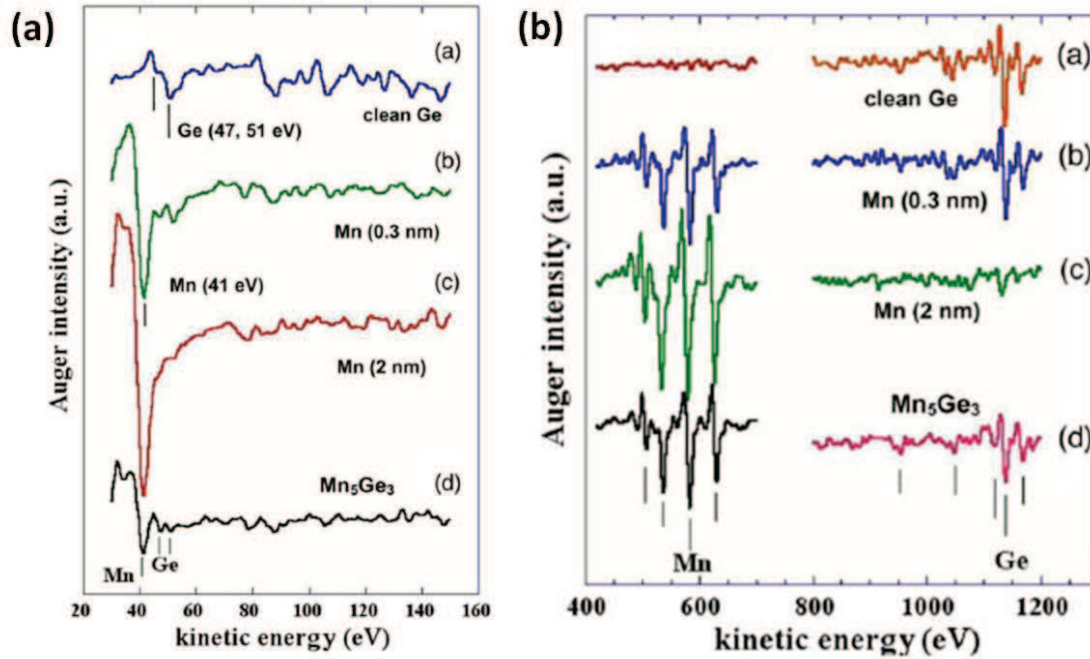 (a)
(a)
clean Ge
Ge (47, 51 eV)
(b)
Mn (0.3 nm)
Mn (41 eV)
(c)
Mn (2 nm)
Mn₅Ge₃
(d)
Mn
Ge
Auger intensity (a.u.)
20 40 60 80 100 120 140 160
kinetic energy (eV)
(b)
(a)
clean Ge
(b)
Mn (0.3 nm)
(c)
Mn (2 nm)
Mn₅Ge₃
(d)
Mn
Ge
Auger intensity (a.u.)
400 600 800 1000 1200
kinetic energy (eV)